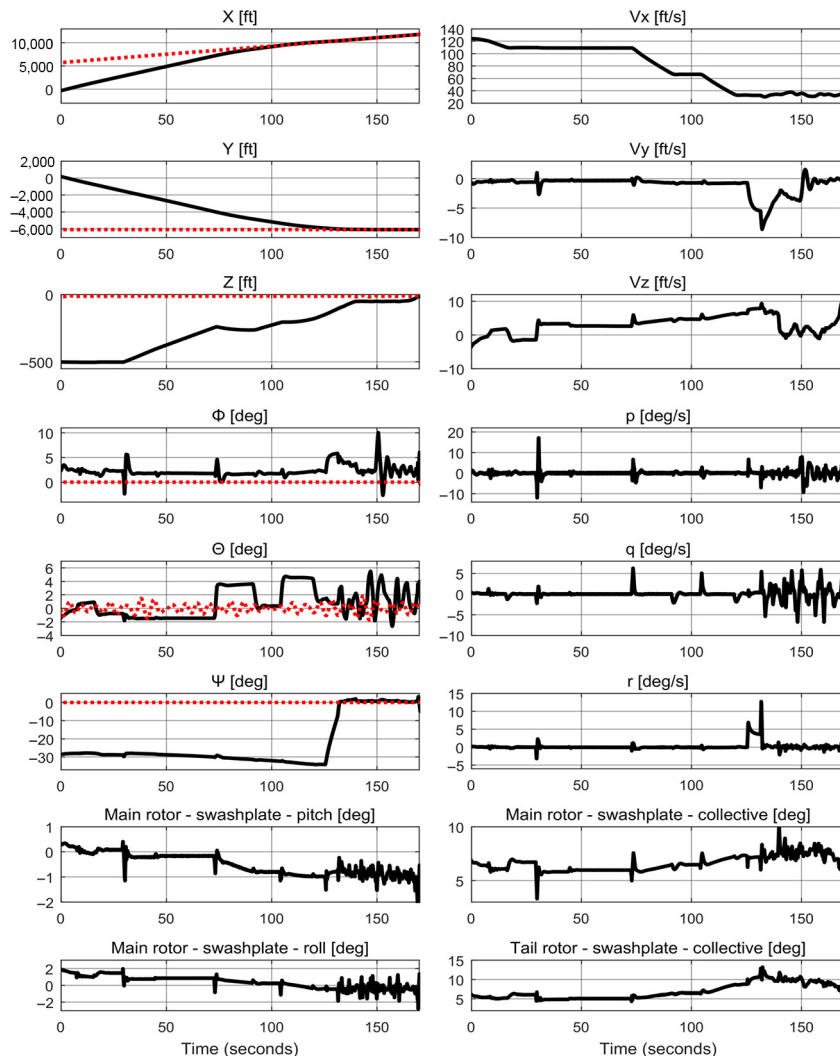 X [ft]
10,000
5,000
0
0 50 100 150
Vx [ft/s]
140
120
100
80
60
40
20
0 50 100 150
Y [ft]
2,000
0
−2,000
−4,000
−6,000
0 50 100 150
Vy [ft/s]
0
−5
−10
0 50 100 150
Z [ft]
0
−500
0 50 100 150
Vz [ft/s]
10
0
−10
0 50 100 150
Φ [deg]
10
5
0
0 50 100 150
p [deg/s]
20
10
0
−10
0 50 100 150
Θ [deg]
6
4
2
0
−2
−4
0 50 100 150
q [deg/s]
5
0
−5
−10
0 50 100 150
Ψ [deg]
0
−10
−20
−30
0 50 100 150
r [deg/s]
15
10
5
0
−5
0 50 100 150
Main rotor - swashplate - pitch [deg]
1
0
−1
−2
0 50 100 150
Main rotor - swashplate - collective [deg]
10
5
0 50 100 150
Main rotor - swashplate - roll [deg]
2
0
−2
0 50 100 150
Time (seconds)
Tail rotor - swashplate - collective [deg]
15
10
5
0 50 100 150
Time (seconds)